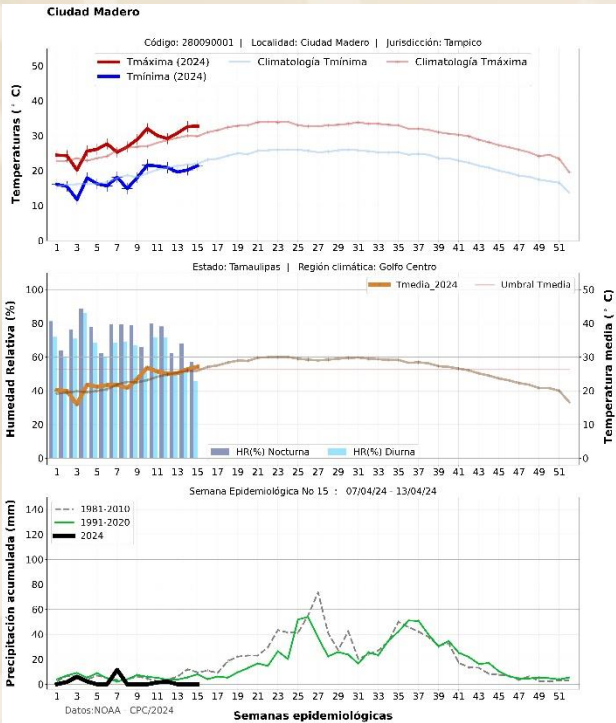 Ciudad Madero
Código: 280090001 | Localidad: Ciudad Madero | Jurisdicción: Tampico
Tmáxima (2024) Climatología Tmínima Climatología Tmáxima
Tmínima (2024)
Temperaturas (° C)
50
40
30
20
10
0
1 3 5 7 9 11 13 15 17 19 21 23 25 27 29 31 33 35 37 39 41 43 45 47 49 51
Estado: Tamaulipas | Región climática: Golfo Centro
Tmedia_2024 Umbral Tmedia
Humedad Relativa (%)
100
80
60
40
20
0
Temperatura media (° C)
50
40
30
20
10
0
HR(%) Nocturna HR(%) Diurna
1 3 5 7 9 11 13 15 17 19 21 23 25 27 29 31 33 35 37 39 41 43 45 47 49 51
Semana Epidemiológica No 15 : 07/04/24 - 13/04/24
1981-2010
1991-2020
2024
Precipitación acumulada (mm)
140
120
100
80
60
40
20
0
1 3 5 7 9 11 13 15 17 19 21 23 25 27 29 31 33 35 37 39 41 43 45 47 49 51
Datos:NOAA CPC/2024
Semanas epidemiológicas